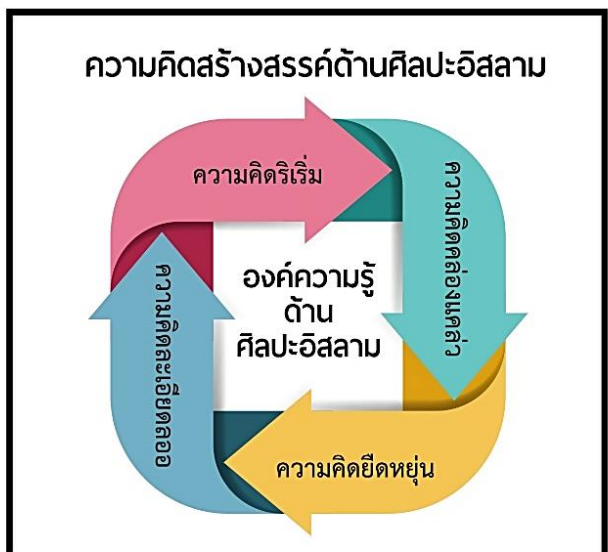 ความคิดสร้างสรรค์ด้านศิลปะอิสลาม
ความคิดริเริ่ม
ความคิดคล่องแคล่ว
องค์ความรู้
ด้าน
ศิลปะอิสลาม
ความคิดละเอียดลออ
ความคิดยืดหยุ่น